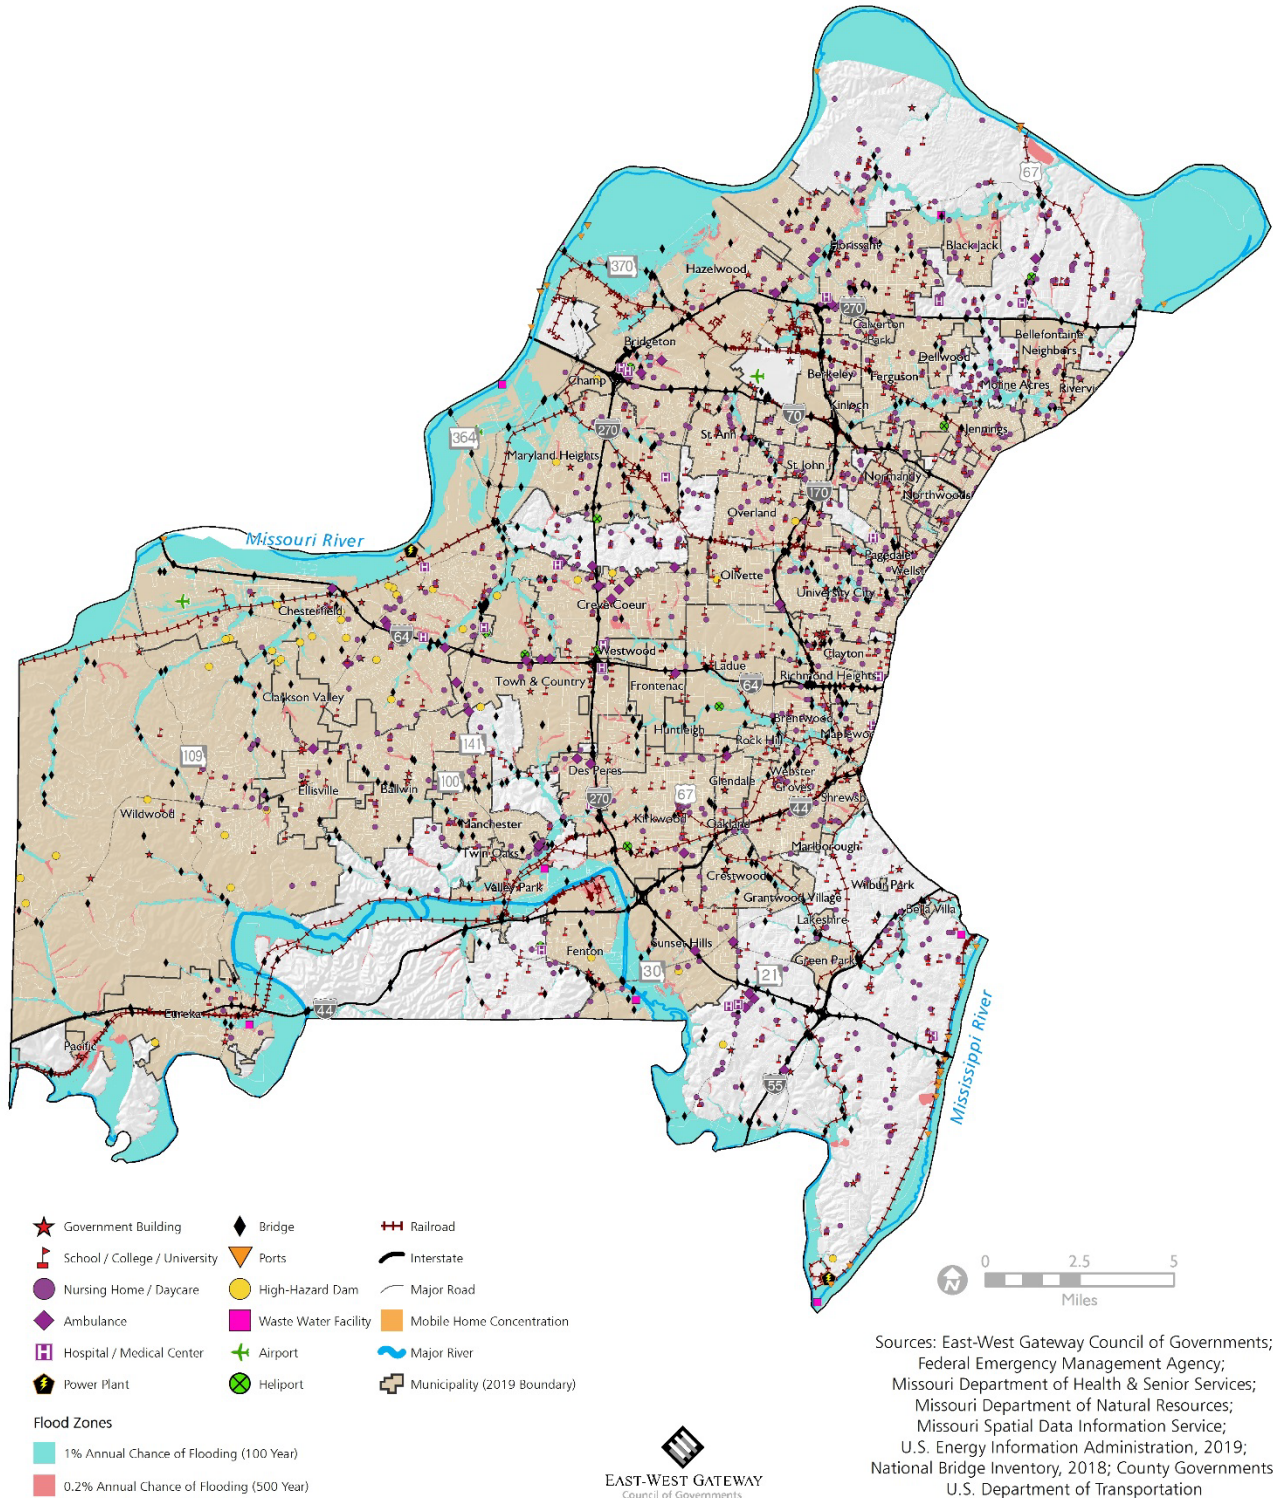 67
Florissant
Black Jack
370
Hazelwood
270
Calverton
Park
Bellefontaine
Neighbors
Bridgeton
Dellwood
Champ
Berkeley
Ferguson
Moline Acres
Rivervi
Kinloch
70
270
364
St. Ann
Jennings
Maryland Heights
St. John
Normandy
170
Northwoods
Overland
Missouri River
Pagedale
Wells
Olivette
University City
Creve Coeur
Chesterfield
64
Westwood
Clayton
Ladue
Town & Country
Frontenac
64
Richmond Heights
Clarkson Valley
Brentwood
Huntleigh
Rock Hill
Maplewo
141
109
Des Peres
Webster
Groves
Glendale
100
Ellisville
Ballwin
270
67
Shrewsb
44
Wildwood
Kirkwood
Oakland
Manchester
Marlborough
Twin Oaks
Crestwood
Valley Park
Wilbur Park
Grantwood Village
Bella Villa
Lakeshire
Sunset Hills
Fenton
Green Park
30
21
44
Eureka
Pacific
Mississippi River
55
Government Building
Bridge
Railroad
School / College / University
Ports
Interstate
Nursing Home / Daycare
High-Hazard Dam
Major Road
Ambulance
Waste Water Facility
Mobile Home Concentration
H Hospital / Medical Center
Airport
Major River
Power Plant
Heliport
Municipality (2019 Boundary)
Flood Zones
1% Annual Chance of Flooding (100 Year)
0.2% Annual Chance of Flooding (500 Year)
N
0 2.5 5
Miles
EAST-WEST GATEWAY
Council of Governments
Sources: East-West Gateway Council of Governments;
Federal Emergency Management Agency;
Missouri Department of Health & Senior Services;
Missouri Department of Natural Resources;
Missouri Spatial Data Information Service;
U.S. Energy Information Administration, 2019;
National Bridge Inventory, 2018; County Governments
U.S. Department of Transportation